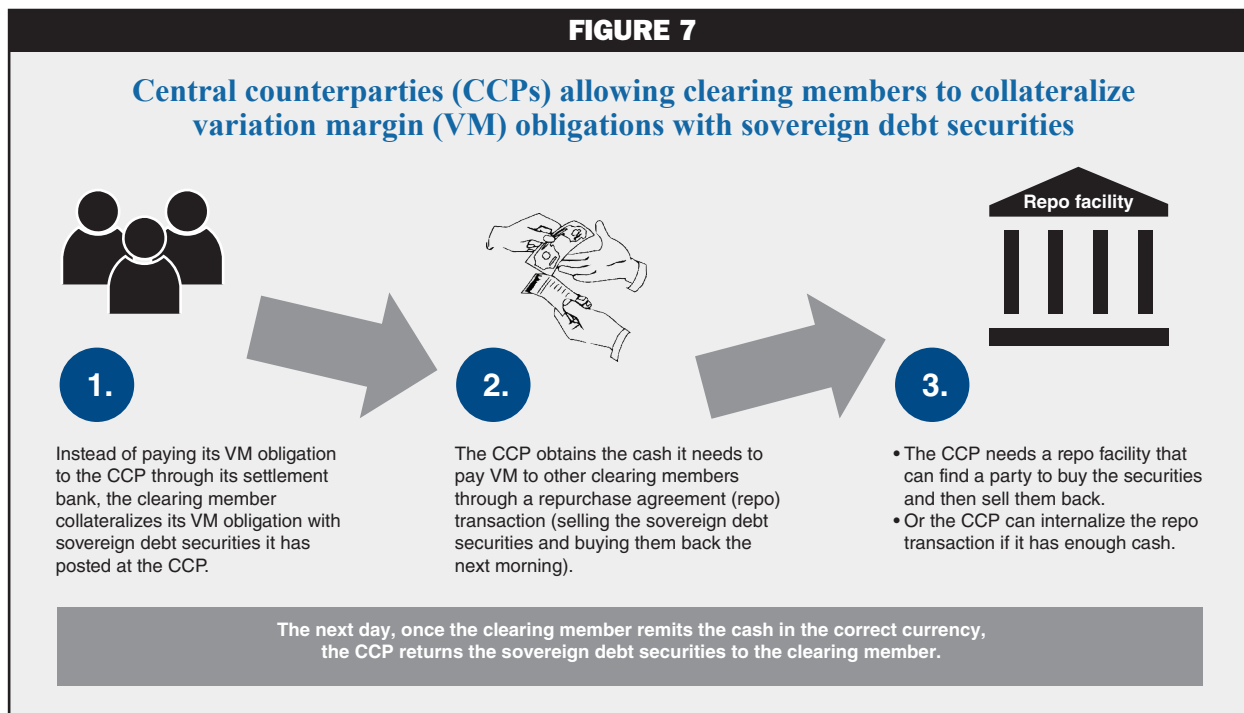 FIGURE 7
Central counterparties (CCPs) allowing clearing members to collateralize
variation margin (VM) obligations with sovereign debt securities
Repo facility
1.
Instead of paying its VM obligation
to the CCP through its settlement
bank, the clearing member
collateralizes its VM obligation with
sovereign debt securities it has
posted at the CCP.
2.
The CCP obtains the cash it needs to
pay VM to other clearing members
through a repurchase agreement (repo)
transaction (selling the sovereign debt
securities and buying them back the
next morning).
3.
• The CCP needs a repo facility that
can find a party to buy the securities
and then sell them back.
• Or the CCP can internalize the repo
transaction if it has enough cash.
The next day, once the clearing member remits the cash in the correct currency,
the CCP returns the sovereign debt securities to the clearing member.